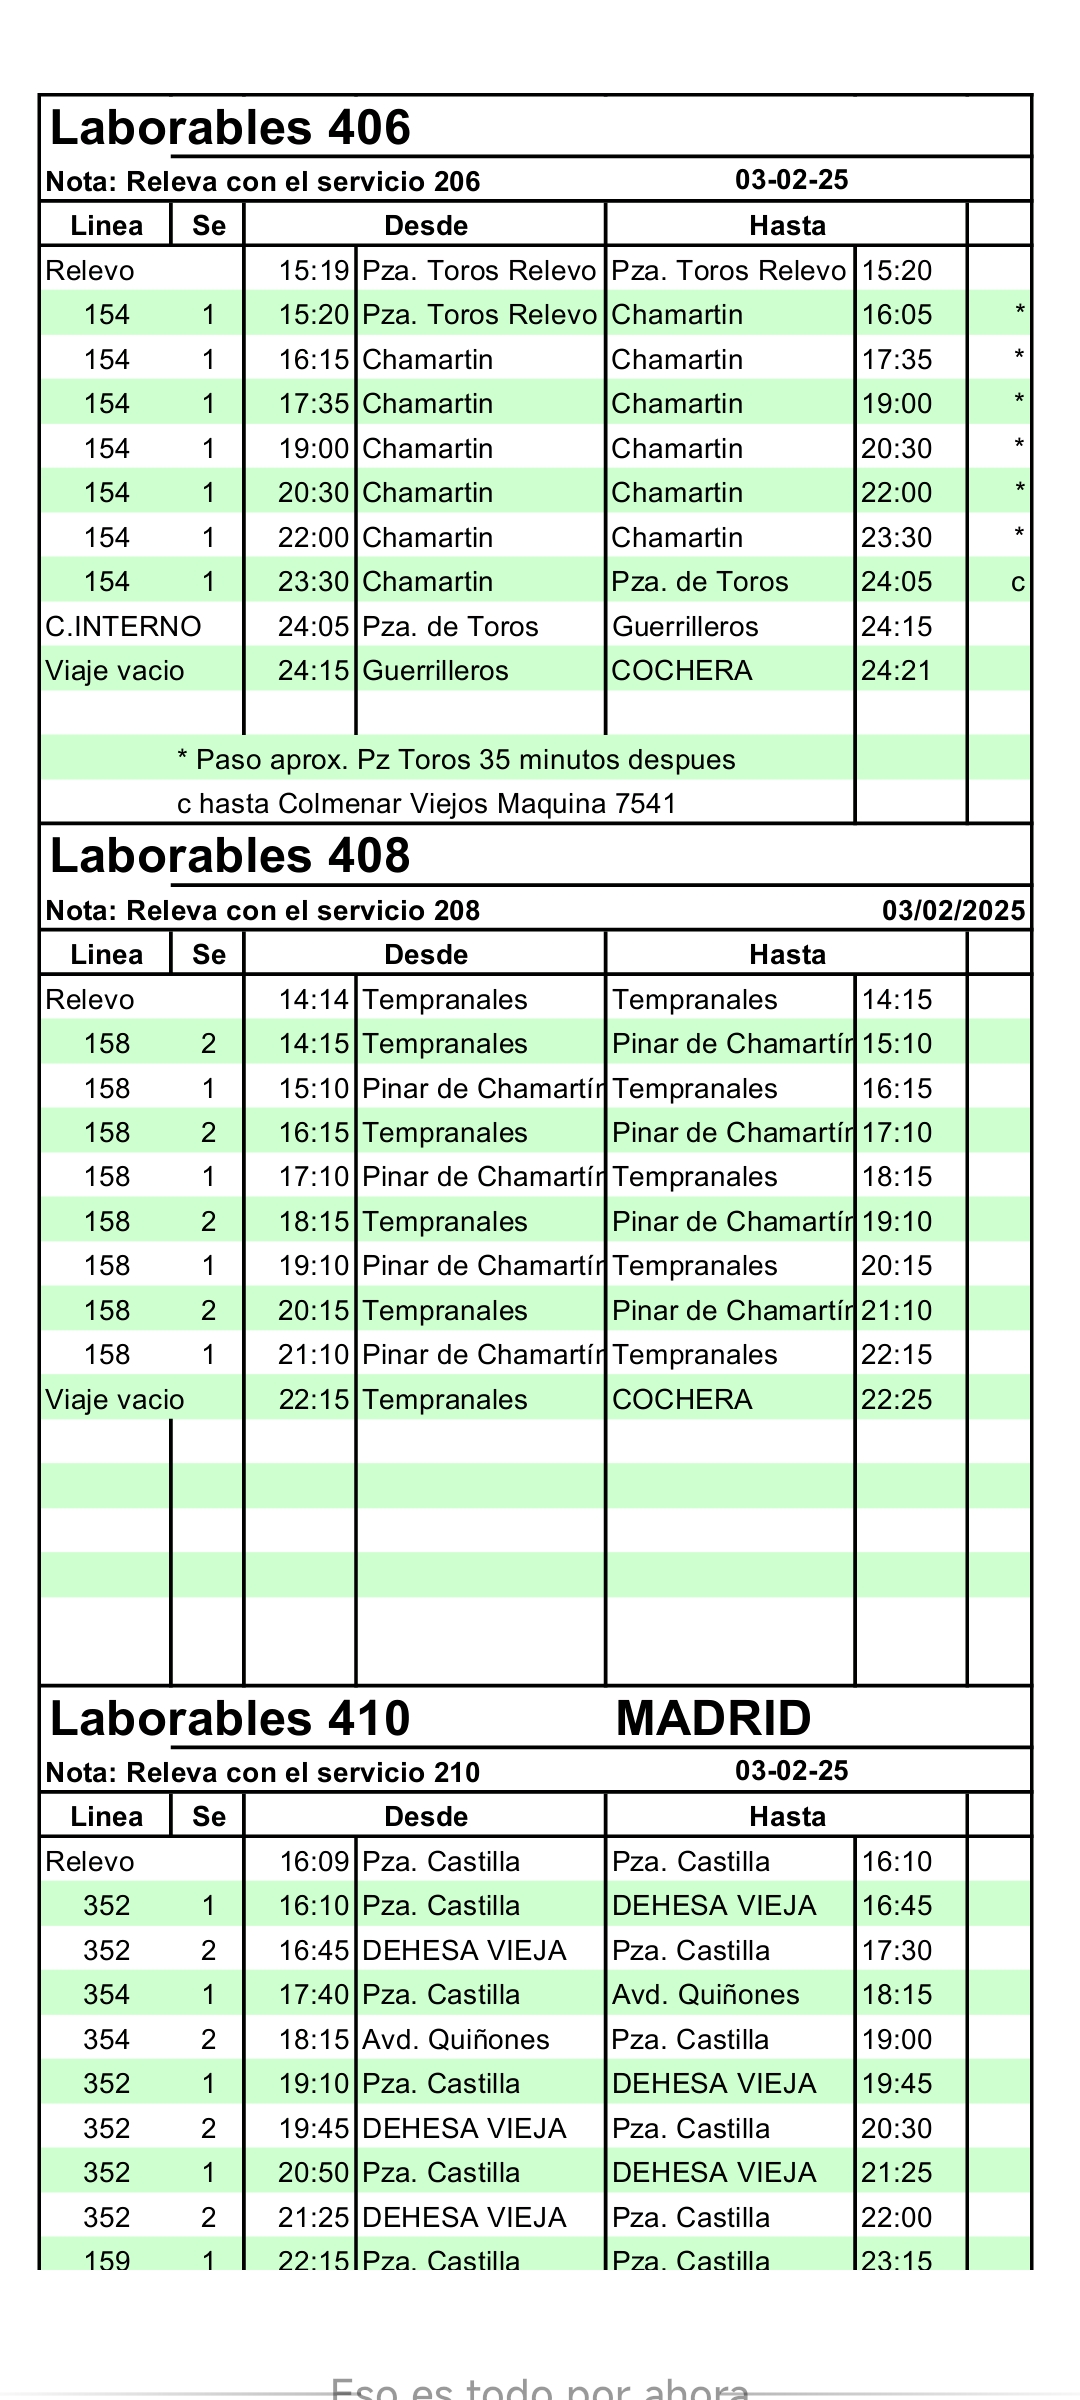 Laborables 406
Nota: Releva con el servicio 206 03-02-25
Linea Se Desde Hasta
Relevo 15:19 Pza. Toros Relevo Pza. Toros Relevo 15:20
154 1 15:20 Pza. Toros Relevo Chamartin 16:05 *
154 1 16:15 Chamartin Chamartin 17:35 *
154 1 17:35 Chamartin Chamartin 19:00 *
154 1 19:00 Chamartin Chamartin 20:30 *
154 1 20:30 Chamartin Chamartin 22:00 *
154 1 22:00 Chamartin Chamartin 23:30 *
154 1 23:30 Chamartin Pza. de Toros 24:05 c
C.INTERNO 24:05 Pza. de Toros Guerrilleros 24:15
Viaje vacio 24:15 Guerrilleros COCHERA 24:21
* Paso aprox. Pz Toros 35 minutos despues
c hasta Colmenar Viejos Maquina 7541
Laborables 408
Nota: Releva con el servicio 208 03/02/2025
Linea Se Desde Hasta
Relevo 14:14 Tempranales Tempranales 14:15
158 2 14:15 Tempranales Pinar de Chamartín 15:10
158 1 15:10 Pinar de Chamartín Tempranales 16:15
158 2 16:15 Tempranales Pinar de Chamartín 17:10
158 1 17:10 Pinar de Chamartín Tempranales 18:15
158 2 18:15 Tempranales Pinar de Chamartín 19:10
158 1 19:10 Pinar de Chamartín Tempranales 20:15
158 2 20:15 Tempranales Pinar de Chamartín 21:10
158 1 21:10 Pinar de Chamartín Tempranales 22:15
Viaje vacio 22:15 Tempranales COCHERA 22:25
Laborables 410 MADRID
Nota: Releva con el servicio 210 03-02-25
Linea Se Desde Hasta
Relevo 16:09 Pza. Castilla Pza. Castilla 16:10
352 1 16:10 Pza. Castilla DEHESA VIEJA 16:45
352 2 16:45 DEHESA VIEJA Pza. Castilla 17:30
354 1 17:40 Pza. Castilla Avd. Quiñones 18:15
354 2 18:15 Avd. Quiñones Pza. Castilla 19:00
352 1 19:10 Pza. Castilla DEHESA VIEJA 19:45
352 2 19:45 DEHESA VIEJA Pza. Castilla 20:30
352 1 20:50 Pza. Castilla DEHESA VIEJA 21:25
352 2 21:25 DEHESA VIEJA Pza. Castilla 22:00
159 1 22:15 Pza. Castilla Pza. Castilla 23:15
Eso es todo por ahora